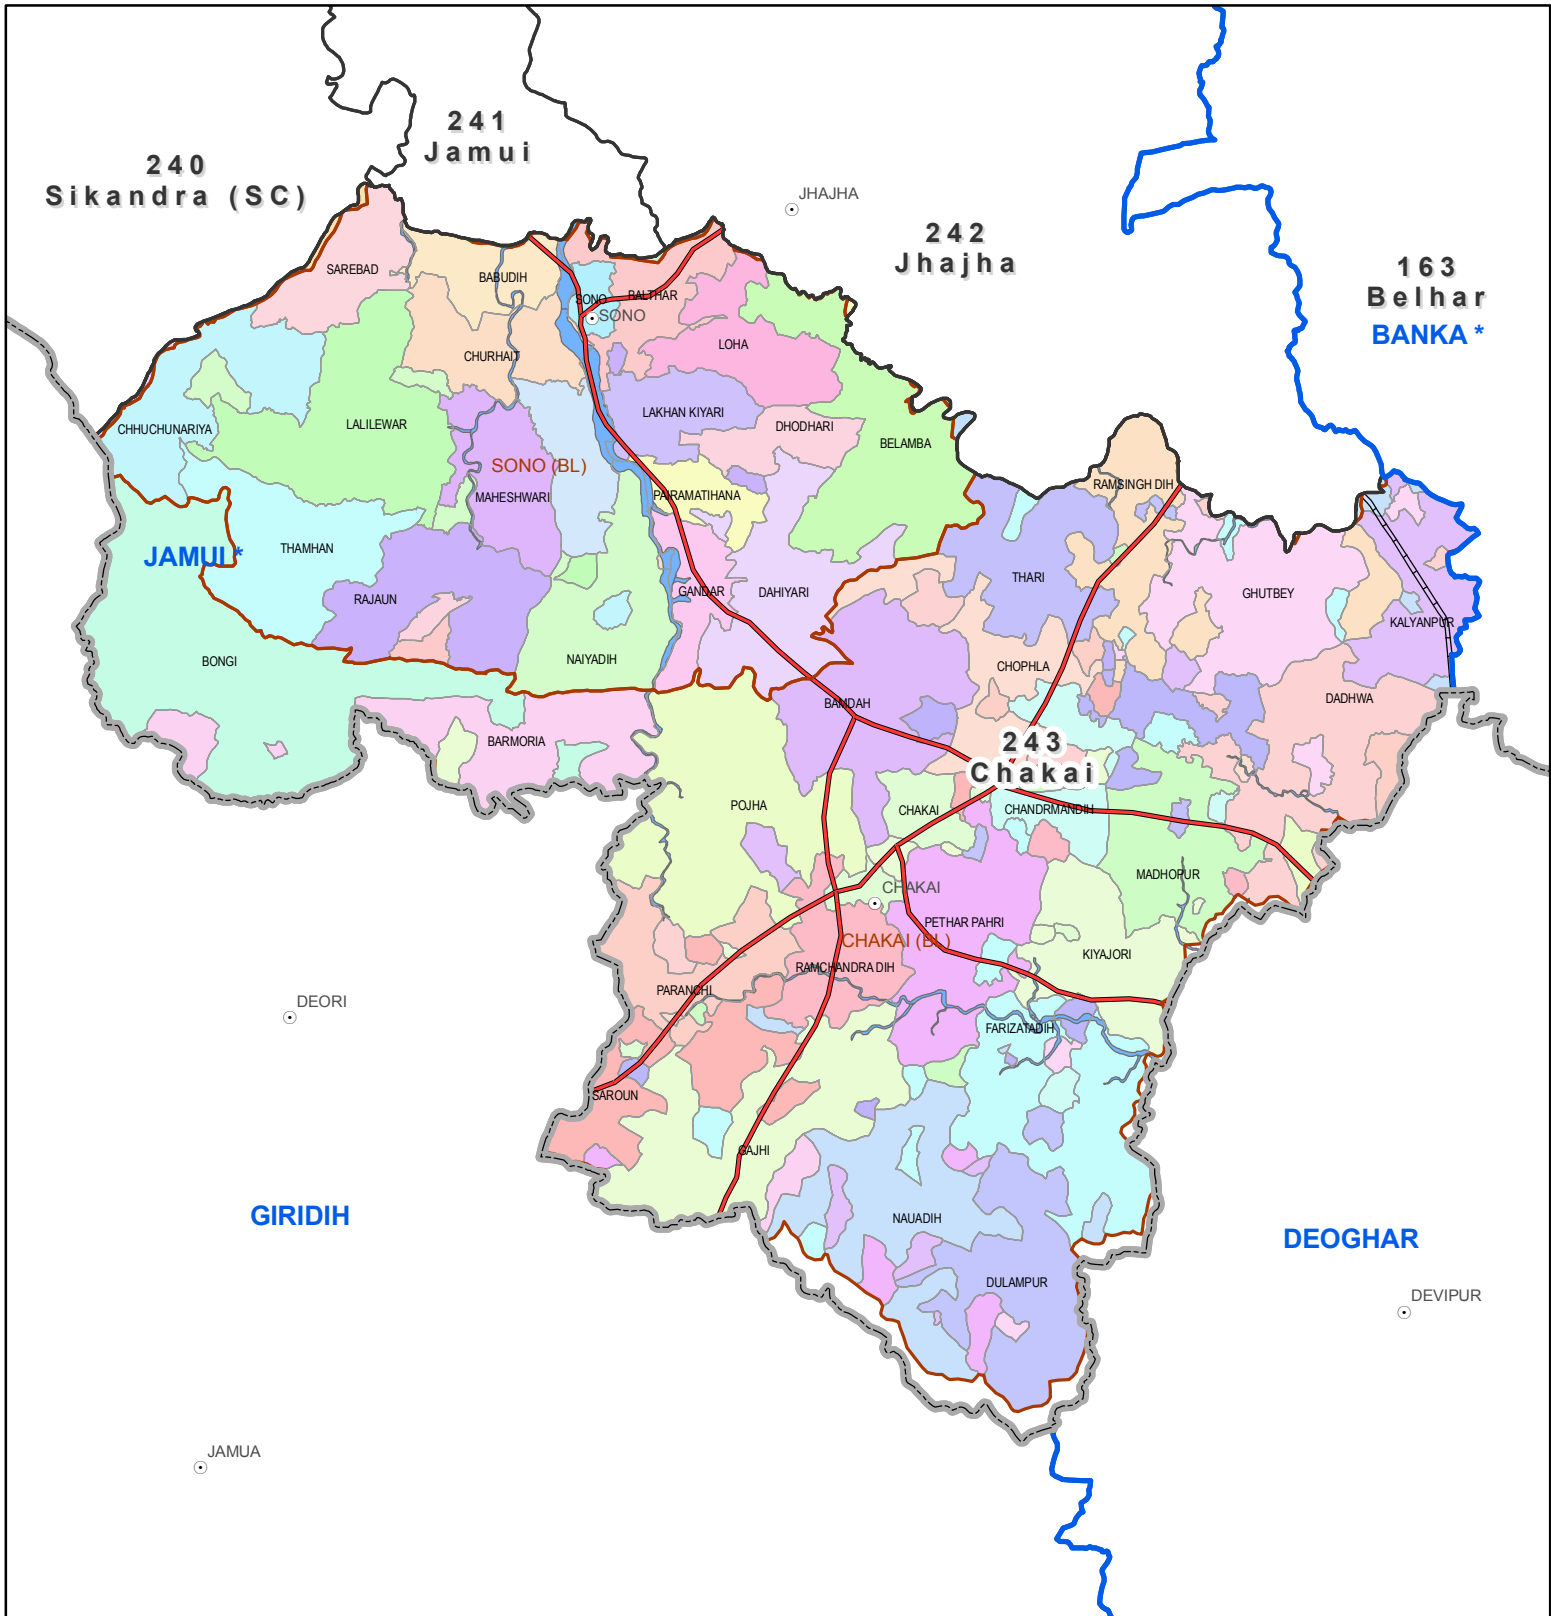 241
Jamui
240
Sikandra (SC)
JHAJHA
242
Jhajha
163
Belhar
BANKA *
SAREBAD
BABUDIH
SONO
BALTHAR
SONO
LOHA
CHURHAIT
LAKHAN KIYARI
LALILEWAR
CHHUCHUNARIYA
DHODHARI
BELAMBA
SONO (BL)
MAHESHWARI
PAIRAMATIHANA
RAMSINGH DIH
JAMUI *
THAMHAN
THARI
RAJAUN
GANDAR
DAHIYARI
GHUTBEY
KALYANPUR
BONGI
NAIYADIH
CHOPHLA
BAMDAH
DADHWA
BARMORIA
243
Chakai
POJHA
CHAKAI
CHANDRMANDIH
MADHOPUR
CHAKAI
PETHAR PAHRI
CHAKAI (BL)
KIYAJORI
RAMCHANDRA DIH
PARANCHI
DEORI
FARIZATADIH
SAROUN
GAJHI
GIRIDIH
NAUADIH
DEOGHAR
DULAMPUR
DEVIPUR
JAMUA